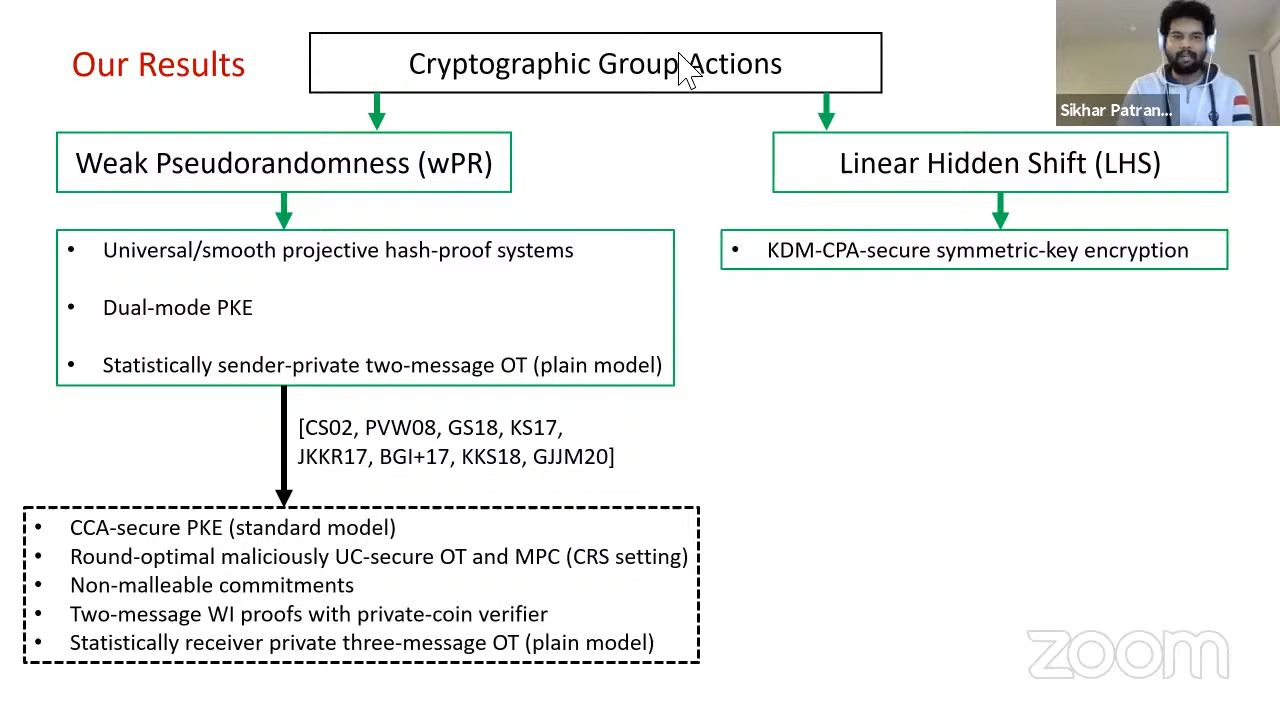 Our Results
Cryptographic Group Actions
Sikhar Patran...
Weak Pseudorandomness (wPR)
Linear Hidden Shift (LHS)
• Universal/smooth projective hash-proof systems
• Dual-mode PKE
• Statistically sender-private two-message OT (plain model)
• KDM-CPA-secure symmetric-key encryption
[CS02, PVW08, GS18, KS17,
JKKR17, BGI+17, KKS18, GJJM20]
• CCA-secure PKE (standard model)
• Round-optimal maliciously UC-secure OT and MPC (CRS setting)
• Non-malleable commitments
• Two-message WI proofs with private-coin verifier
• Statistically receiver private three-message OT (plain model)
zoom